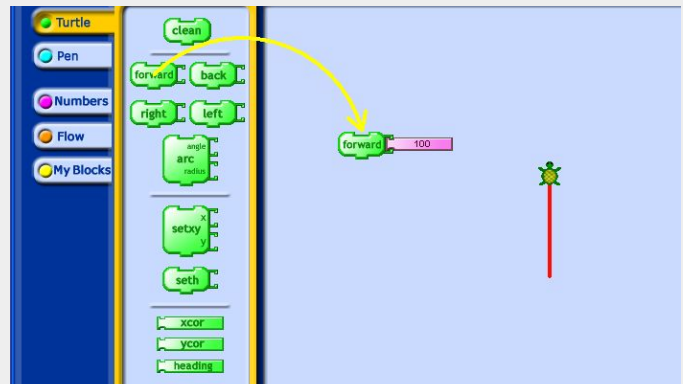 Turtle
Pen
Numbers
Flow
My Blocks
clean
forward back
right left
angle
arc
radius
x
setxy
y
seth
xcor
ycor
heading
forward 100